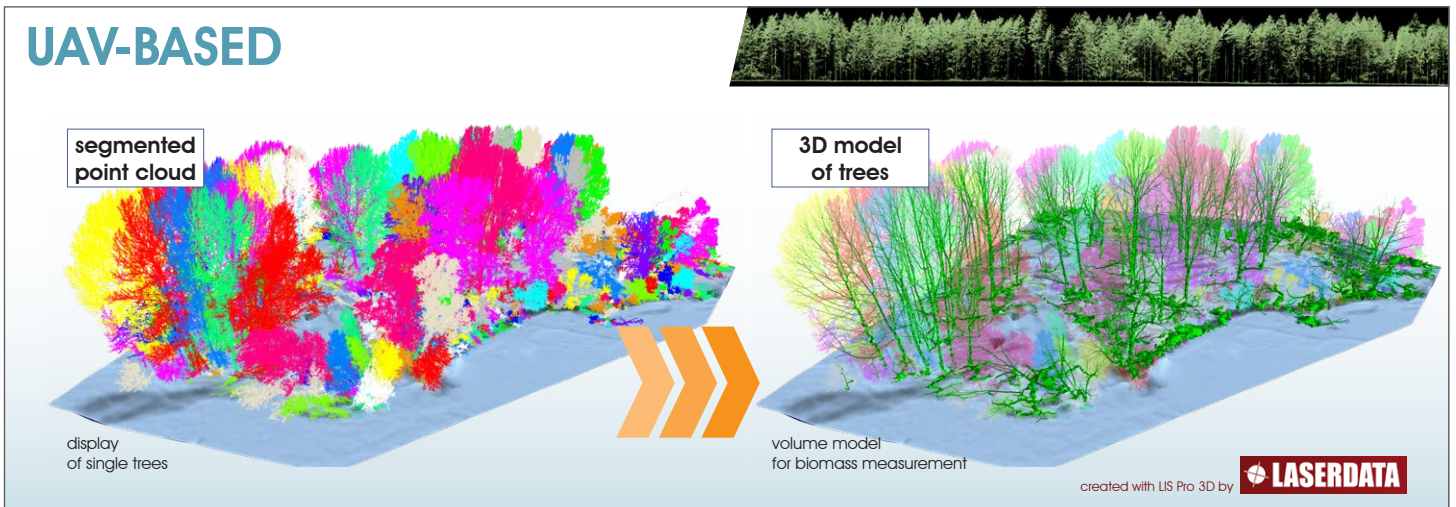 UAV-BASED
segmented
point cloud
3D model
of trees
display
of single trees
volume model
for biomass measurement
created with LIS Pro 3D by LASERDATA